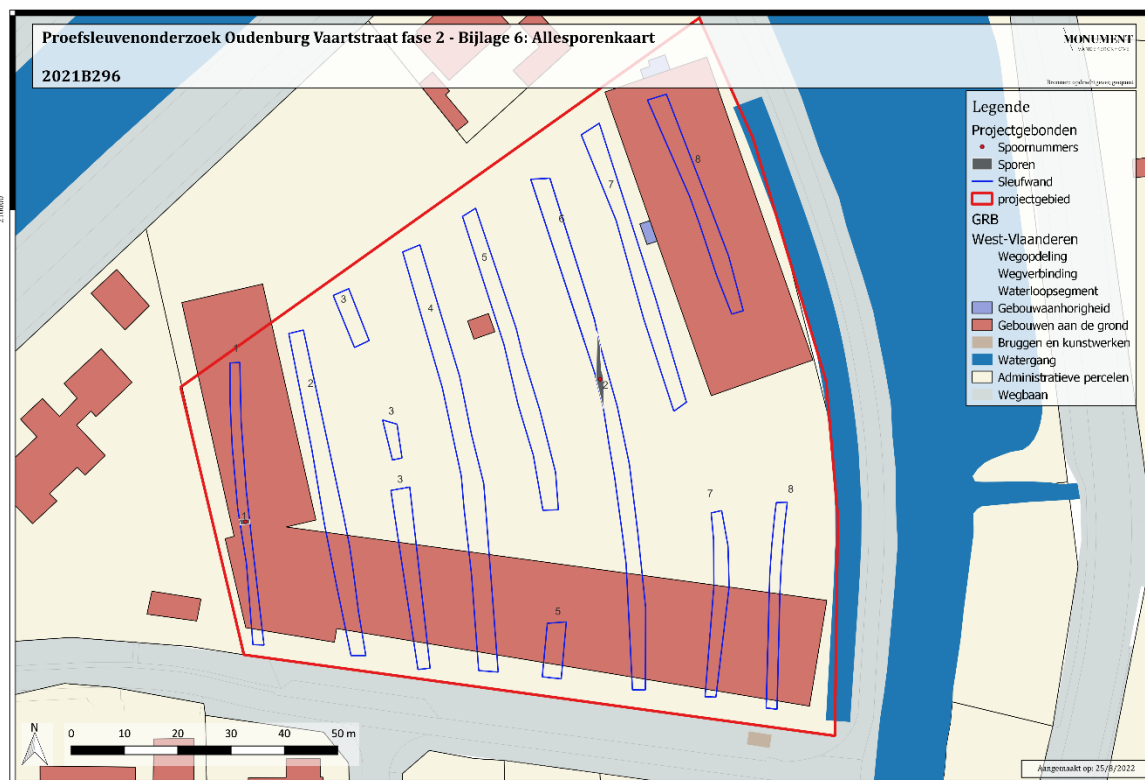 Proefsleuvenonderzoek Oudenburg Vaartstraat fase 2 - Bijlage 6: Allesporenkaart
2021B296
MONUMENT
Legende
Projectgebonden
Spoornummers
Sporen
Sleufwand
projectgebied
GRB
West-Vlaanderen
Wegopdeling
Wegverbinding
Waterloopsegment
Gebouwaanhorigheid
Gebouwen aan de grond
Bruggen en kunstwerken
Watergang
Administratieve percelen
Wegbaan
8
7
6
5
4
3
1
2
3
2
3
7
8
1
5
N
0 10 20 30 40 50 m
Aangemaakt op: 25/8/2022